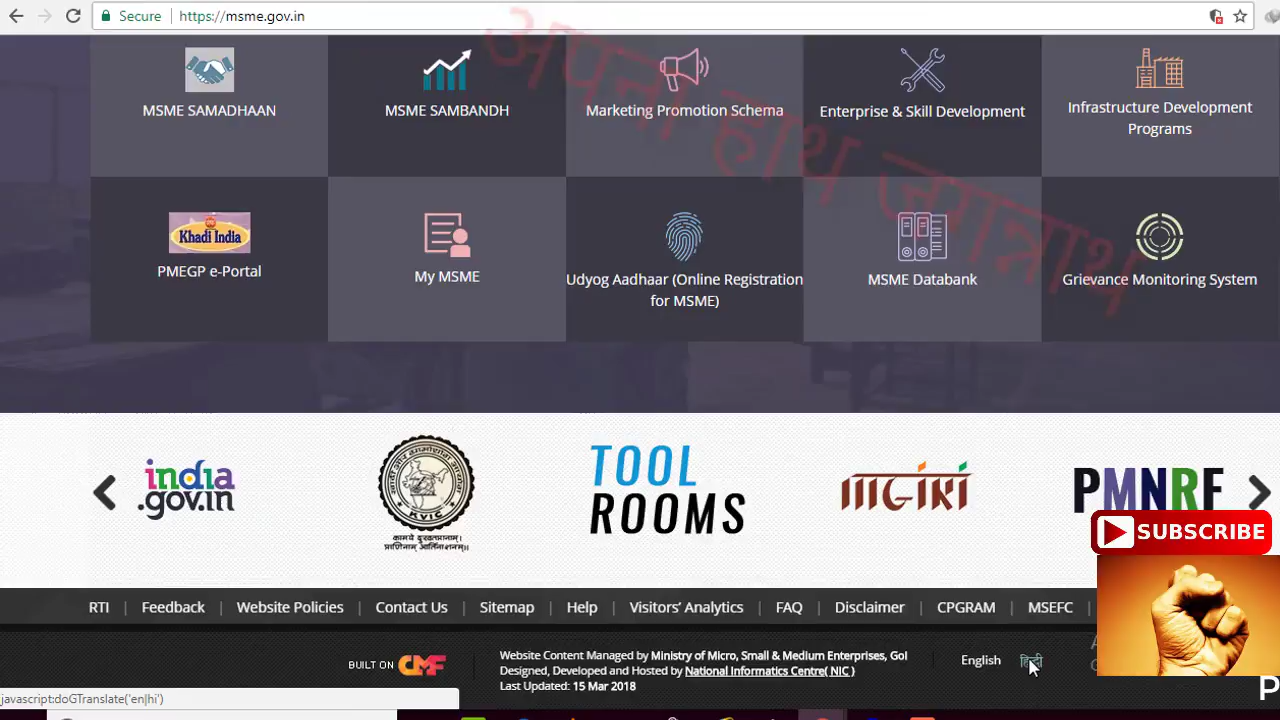 Secure
https://msme.gov.in
अपना हाथ जगन्नाथ
MSME SAMADHAAN
MSME SAMBANDH
Marketing Promotion Schema
Enterprise & Skill Development
Infrastructure Development
Programs
Khadi India
PMEGP e-Portal
My MSME
Udyog Aadhaar (Online Registration
for MSME)
MSME Databank
Grievance Monitoring System
india
.gov.in
KVIC
TOOL
ROOMS
MGIRI
PMNRF
SUBSCRIBE
RTI | Feedback | Website Policies | Contact Us | Sitemap | Help | Visitors’ Analytics | FAQ | Disclaimer | CPGRAM | MSEFC |
BUILT ON CMF
Website Content Managed by Ministry of Micro, Small & Medium Enterprises, GoI
Designed, Developed and Hosted by National Informatics Centre( NIC )
Last Updated: 15 Mar 2018
English
हिन्दी
javascript:doGTranslate('en|hi')
P